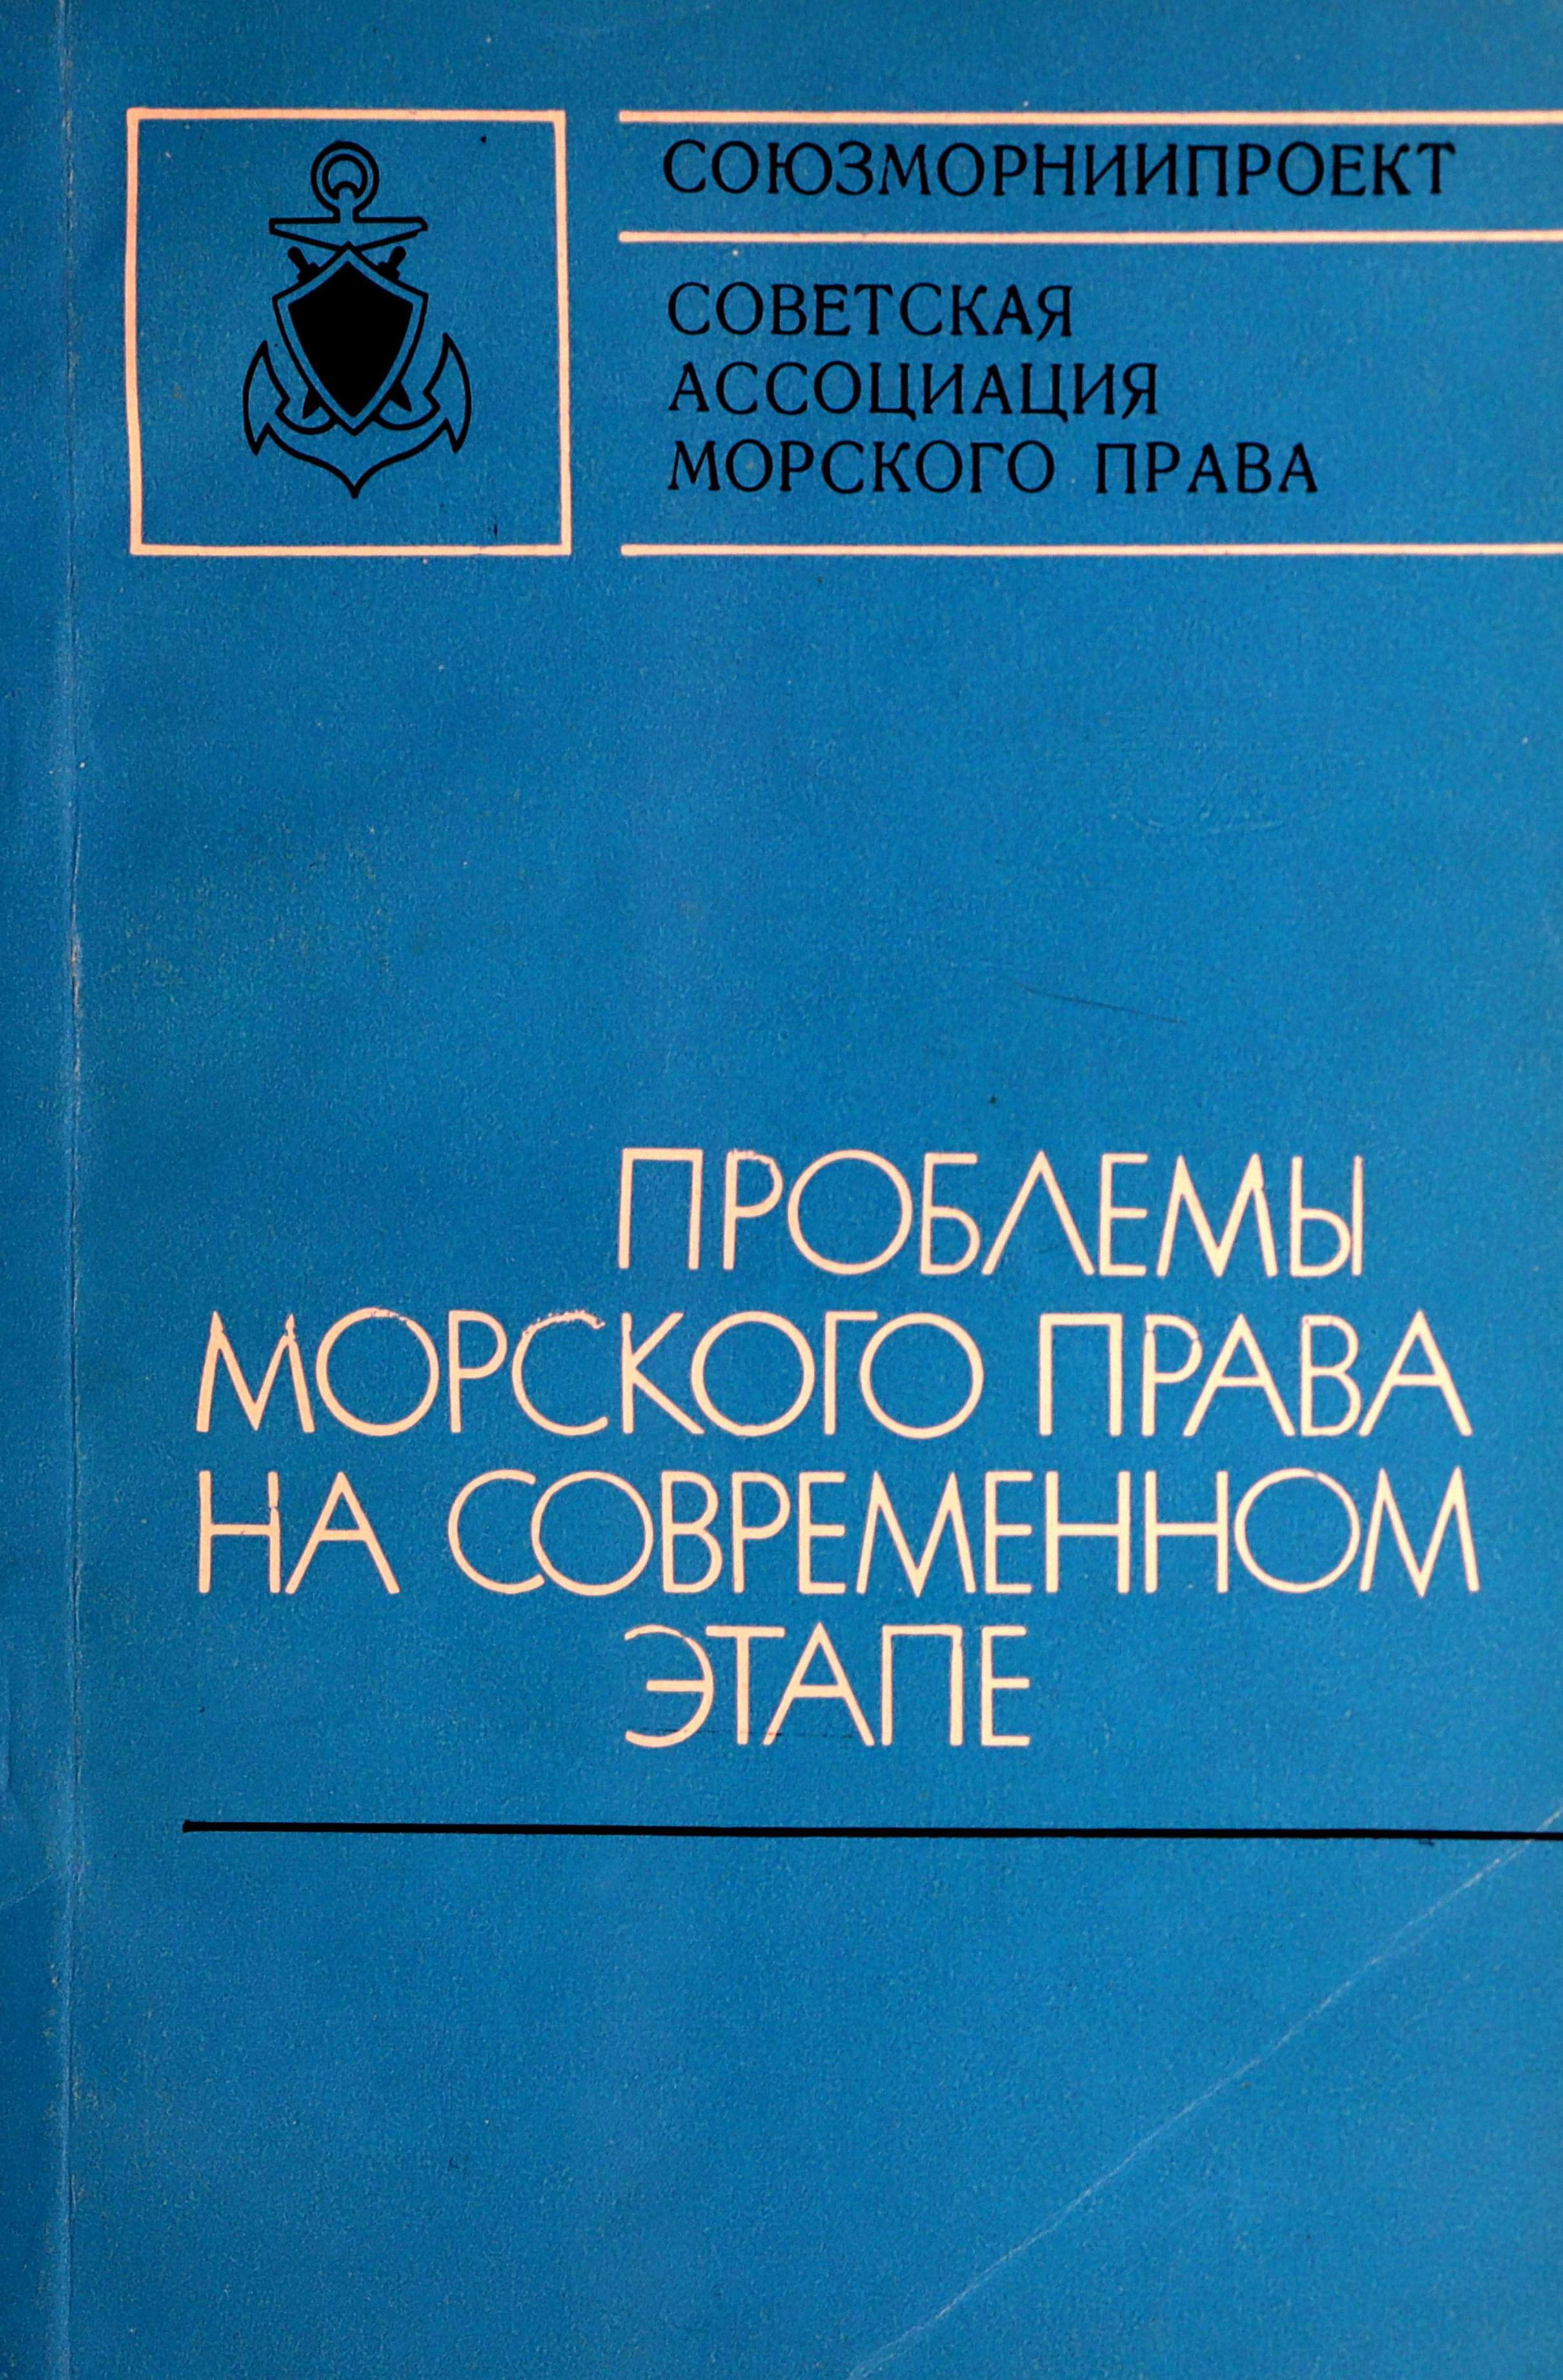 СОЮЗМОРНИИПРОЕКТ
СОВЕТСКАЯ
АССОЦИАЦИЯ
МОРСКОГО ПРАВА
ПРОБЛЕМЫ
МОРСКОГО ПРАВА
НА СОВРЕМЕННОМ
ЭТАПЕ